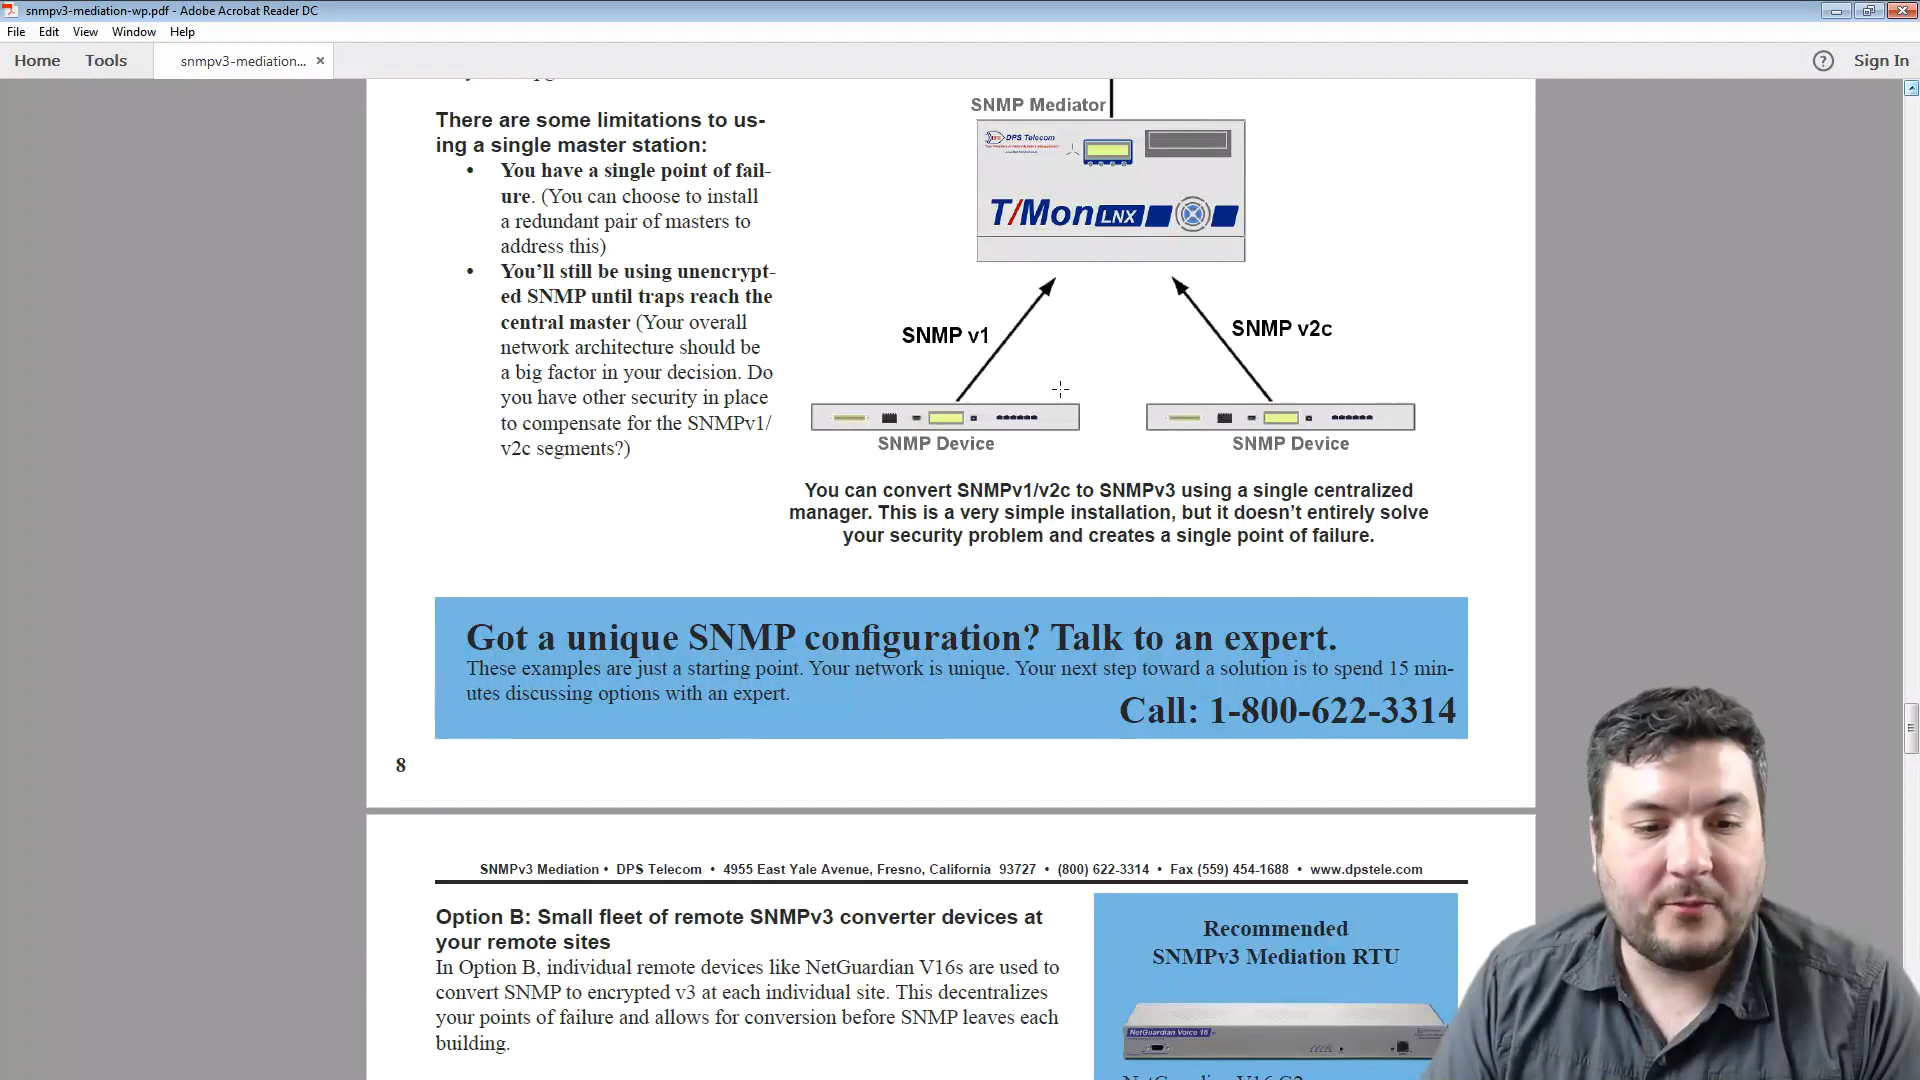 snmpv3-mediation-wp.pdf - Adobe Acrobat Reader DC
File Edit View Window Help
Home Tools snmpv3-mediation... × Sign In
SNMP Mediator
DPS Telecom
T/Mon LNX
There are some limitations to us-
ing a single master station:
• You have a single point of fail-
ure. (You can choose to install
a redundant pair of masters to
address this)
• You'll still be using unencrypt-
ed SNMP until traps reach the
central master (Your overall
network architecture should be
a big factor in your decision. Do
you have other security in place
to compensate for the SNMPv1/
v2c segments?)
SNMP v1
SNMP v2c
SNMP Device
SNMP Device
You can convert SNMPv1/v2c to SNMPv3 using a single centralized
manager. This is a very simple installation, but it doesn't entirely solve
your security problem and creates a single point of failure.
Got a unique SNMP configuration? Talk to an expert.
These examples are just a starting point. Your network is unique. Your next step toward a solution is to spend 15 min-
utes discussing options with an expert.
Call: 1-800-622-3314
8
SNMPv3 Mediation • DPS Telecom • 4955 East Yale Avenue, Fresno, California 93727 • (800) 622-3314 • Fax (559) 454-1688 • www.dpstele.com
Option B: Small fleet of remote SNMPv3 converter devices at
your remote sites
In Option B, individual remote devices like NetGuardian V16s are used to
convert SNMP to encrypted v3 at each individual site. This decentralizes
your points of failure and allows for conversion before SNMP leaves each
building.
Recommended
SNMPv3 Mediation RTU
NetGuardian Voice 16